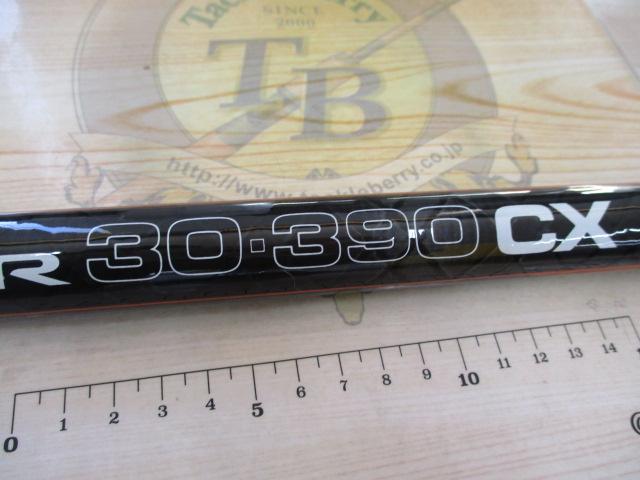 TackleBerry
SINCE
2000
TB
http://www.tackleberry.co.jp
R 30-390 CX
0 1 2 3 4 5 6 7 8 9 10 11 12 13 14